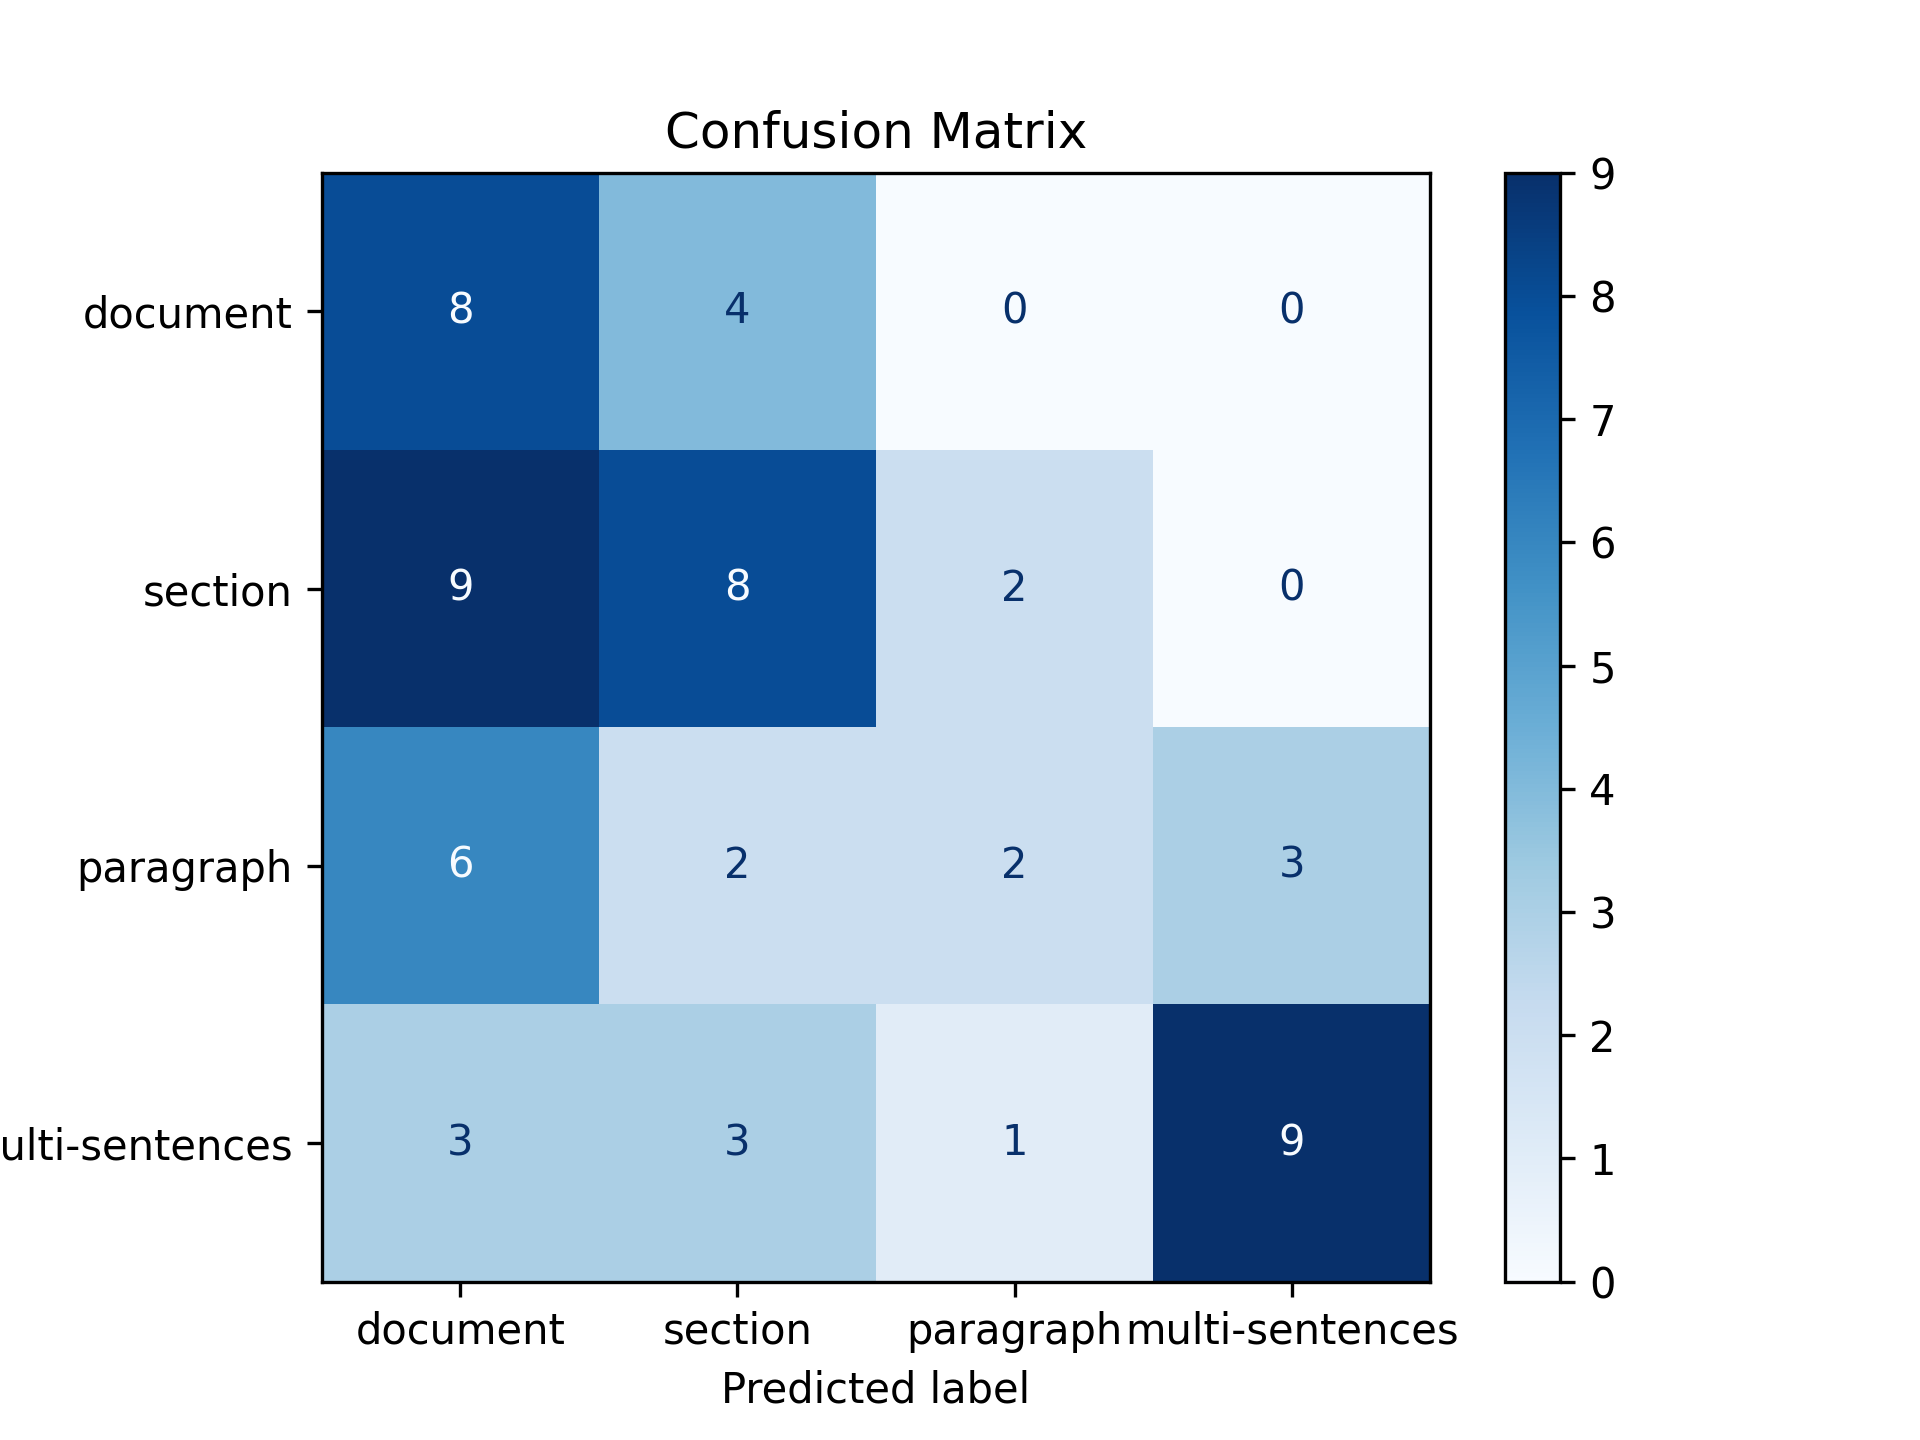 Confusion Matrix
document 8 4 0 0
section 9 8 2 0
paragraph 6 2 2 3
ulti-sentences 3 3 1 9
document section paragraph multi-sentences
Predicted label
9
8
7
6
5
4
3
2
1
0